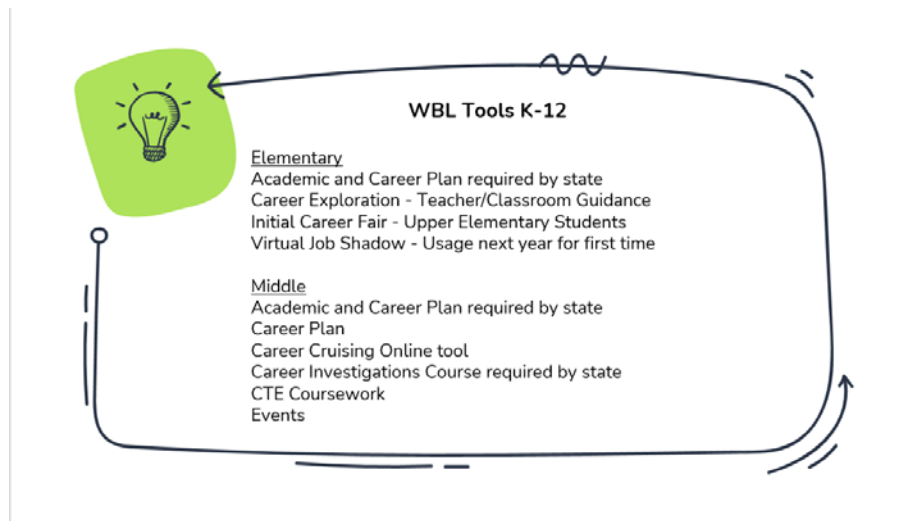 WBL Tools K-12
Elementary
Academic and Career Plan required by state
Career Exploration - Teacher/Classroom Guidance
Initial Career Fair - Upper Elementary Students
Virtual Job Shadow - Usage next year for first time
Middle
Academic and Career Plan required by state
Career Plan
Career Cruising Online tool
Career Investigations Course required by state
CTE Coursework
Events